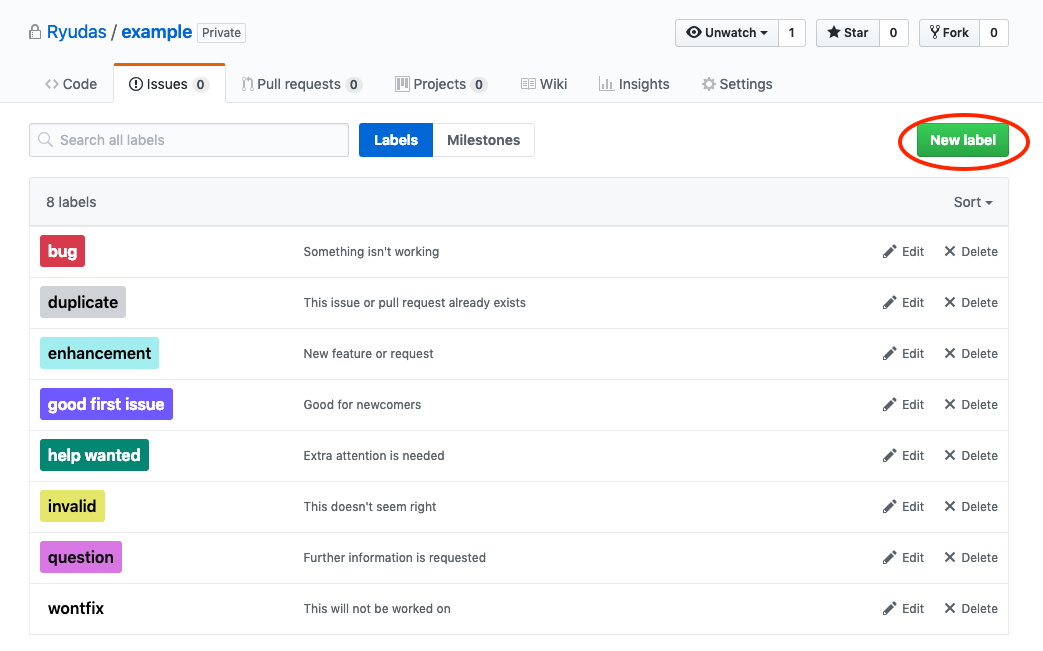 Ryudas / example Private Unwatch 1 Star 0 Fork 0
Code Issues 0 Pull requests 0 Projects 0 Wiki Insights Settings
Search all labels Labels Milestones New label
8 labels Sort
bug Something isn't working Edit Delete
duplicate This issue or pull request already exists Edit Delete
enhancement New feature or request Edit Delete
good first issue Good for newcomers Edit Delete
help wanted Extra attention is needed Edit Delete
invalid This doesn't seem right Edit Delete
question Further information is requested Edit Delete
wontfix This will not be worked on Edit Delete